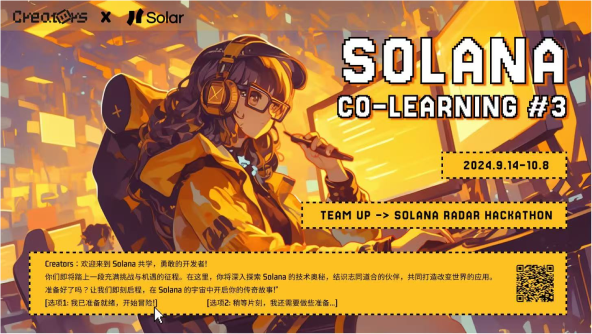 Creators X Solar
SOLANA
CO-LEARNING #3
2024.9.14-10.8
TEAM UP -> SOLANA RADAR HACKATHON
Creators：欢迎来到 Solana 共学，勇敢的开发者!
你们即将踏上一段充满挑战与机遇的征程。在这里，你将深入探索 Solana 的技术奥秘，结识志同道合的伙伴，共同打造改变世界的应用。
准备好了吗？让我们即刻启程，在 Solana 的宇宙中开启你的传奇故事!"
[选项1: 我已准备就绪，开始冒险!] [选项2: 稍等片刻，我还需要做些准备...]